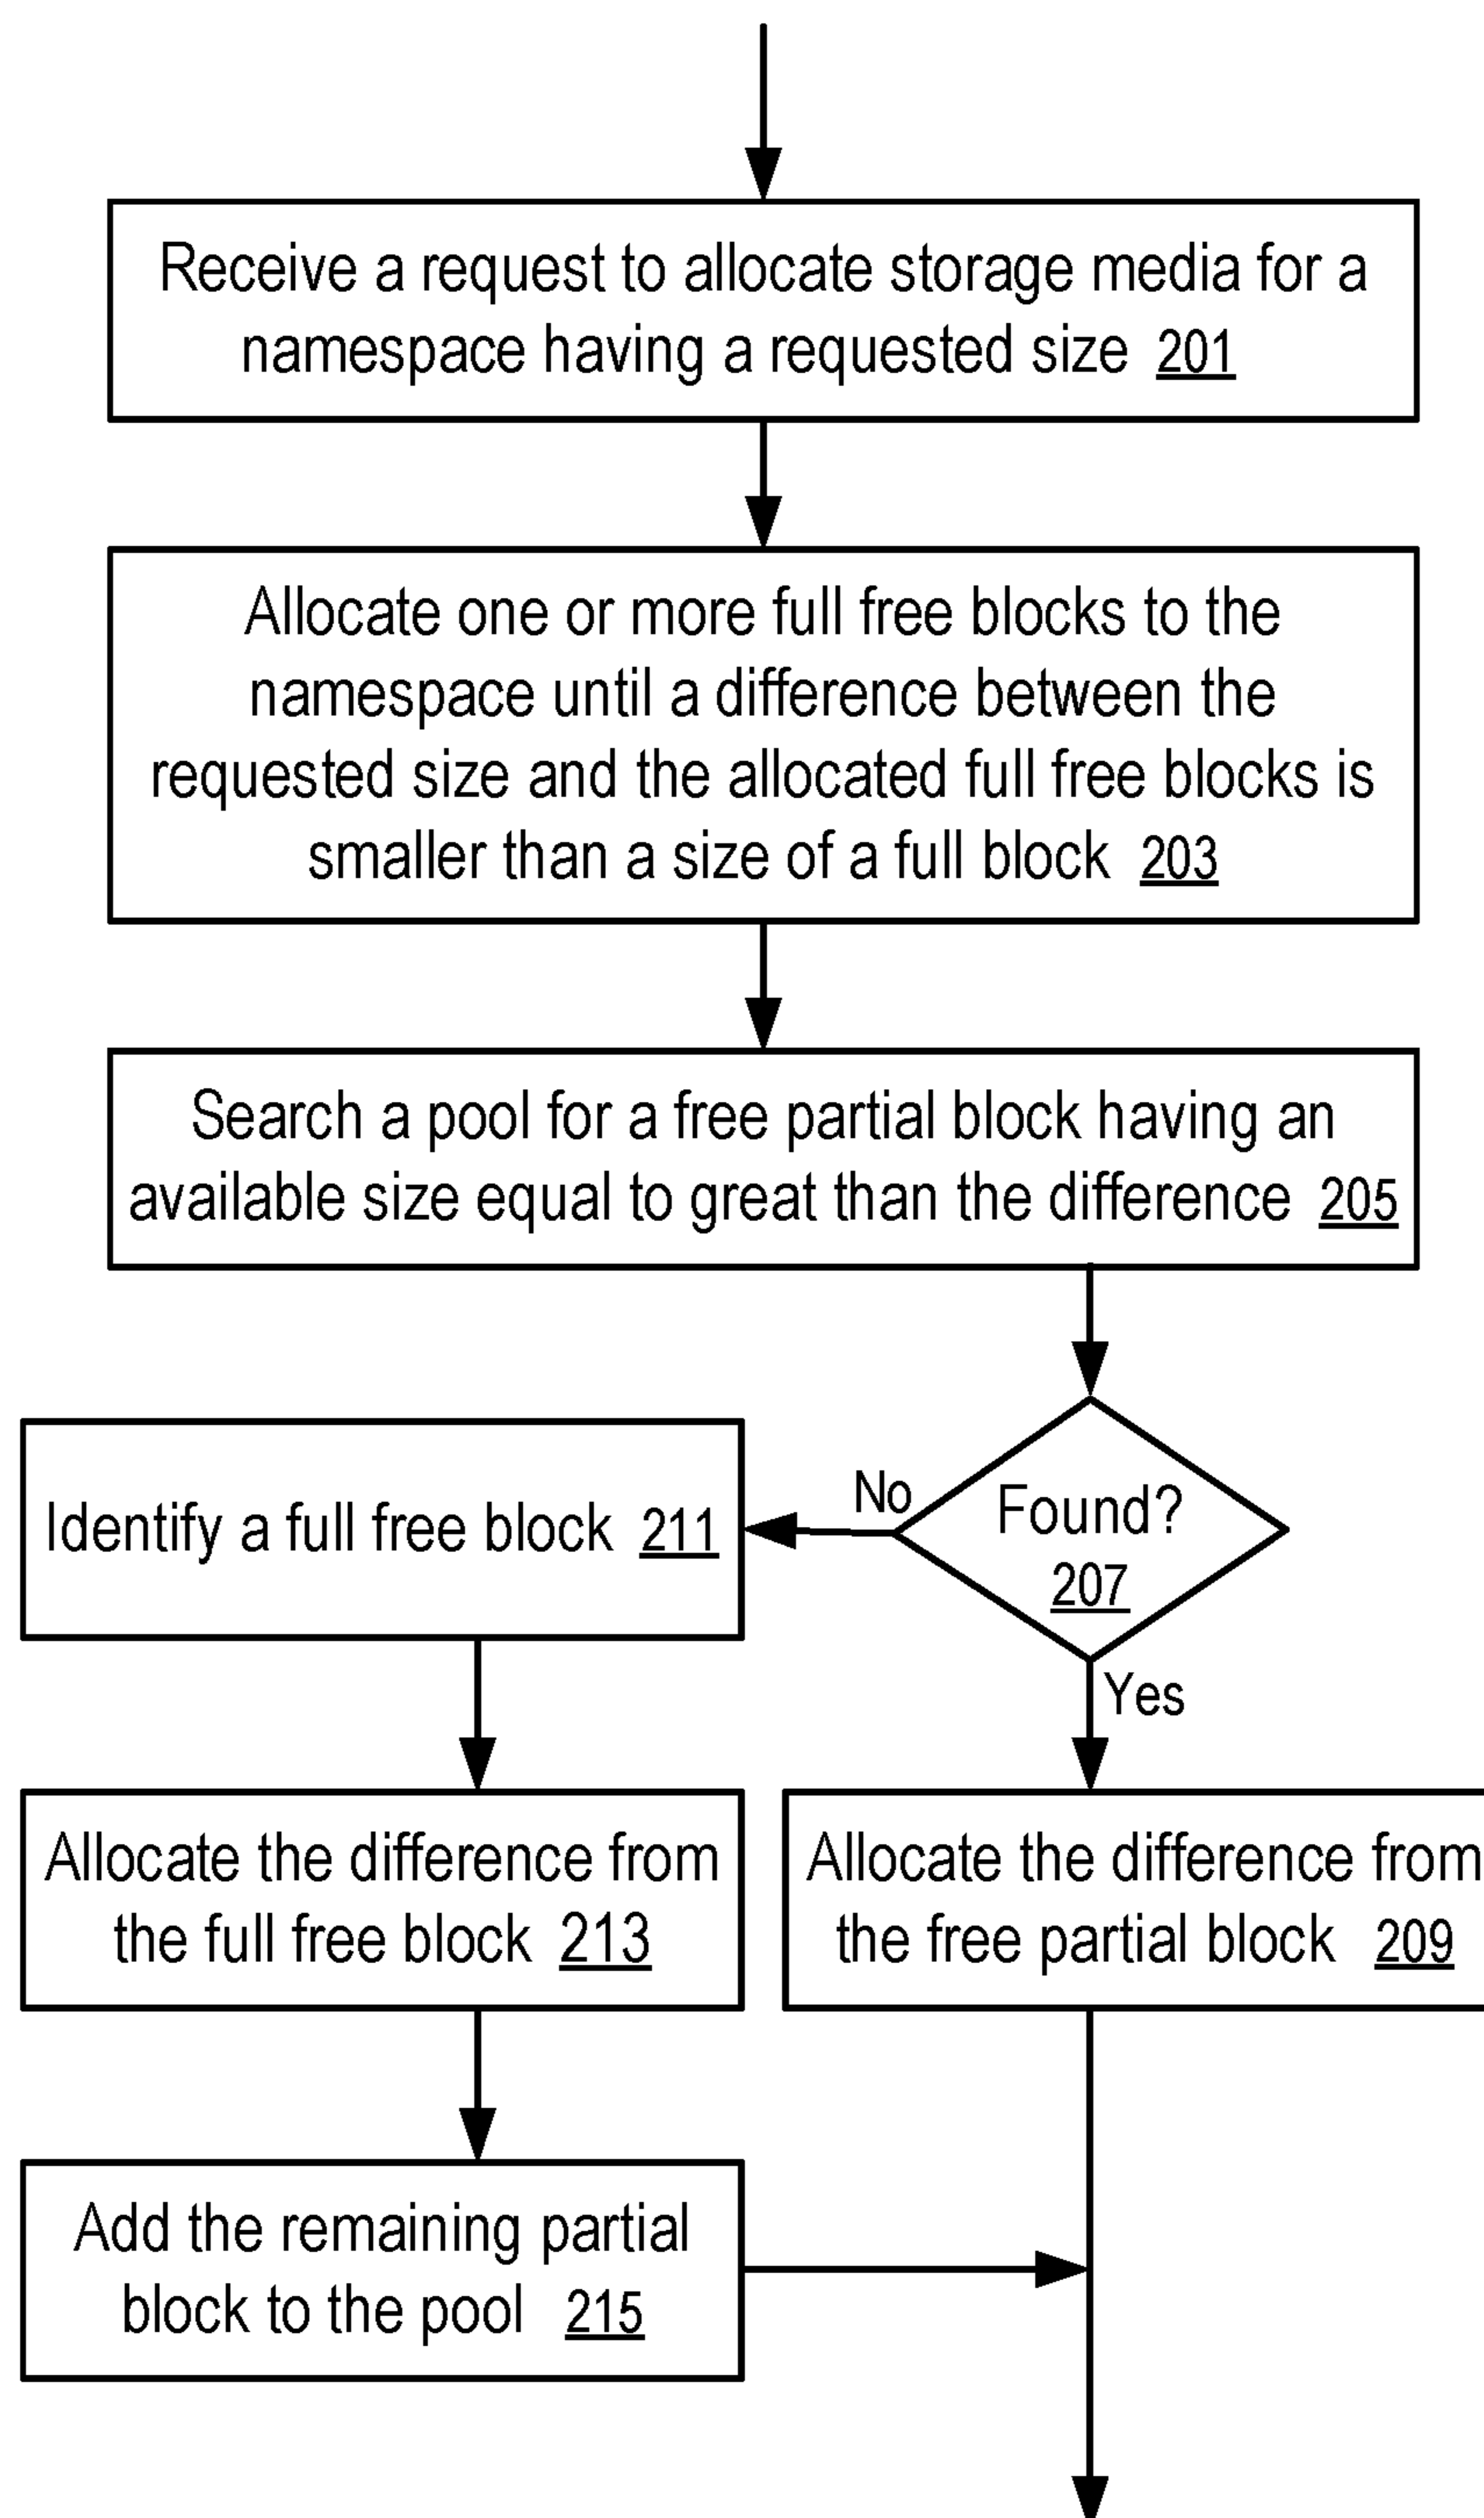 Receive a request to allocate storage media for a
namespace having a requested size 201
Allocate one or more full free blocks to the
namespace until a difference between the
requested size and the allocated full free blocks is
smaller than a size of a full block 203
Search a pool for a free partial block having an
available size equal to great than the difference 205
Found?
207
No
Identify a full free block 211
Yes
Allocate the difference from
the full free block 213
Allocate the difference from
the free partial block 209
Add the remaining partial
block to the pool 215